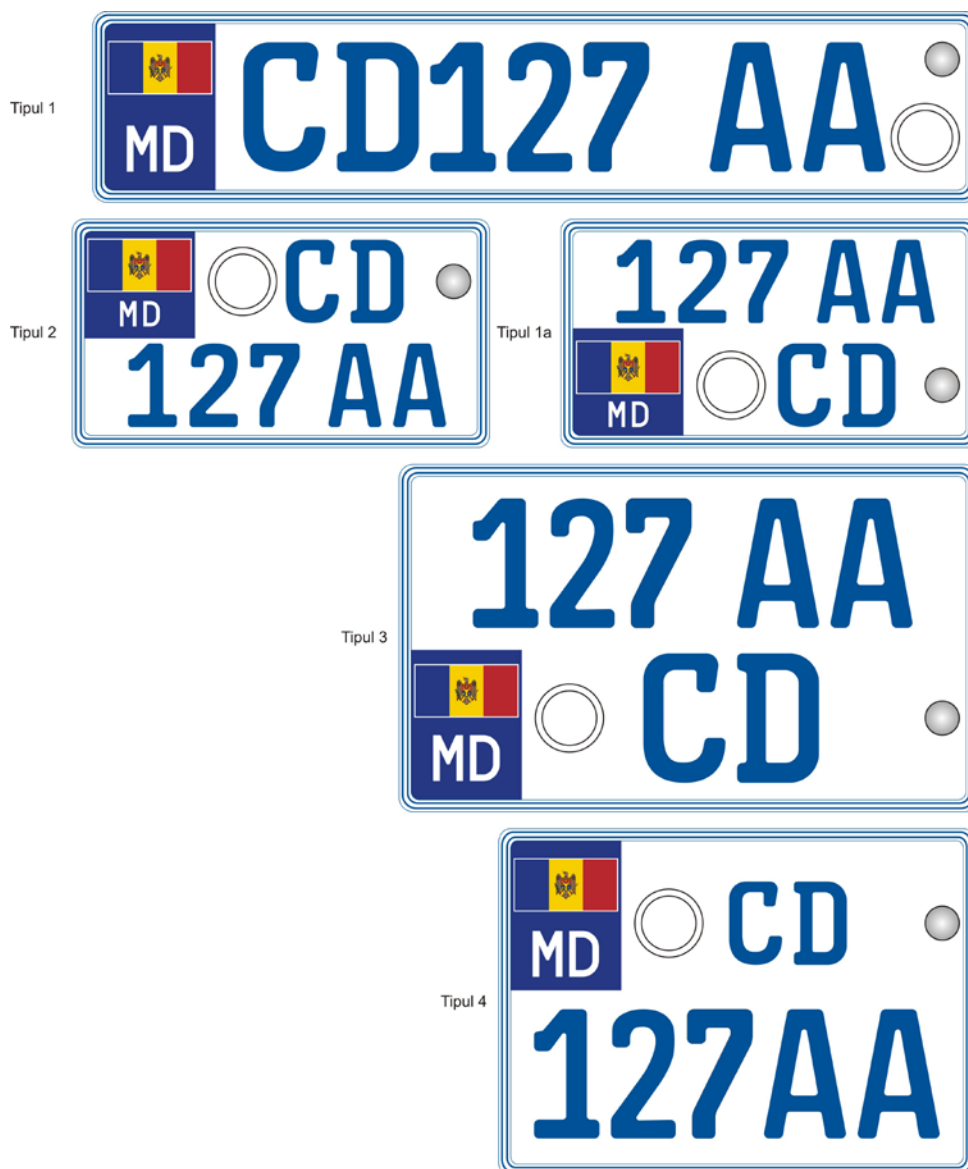 Tipul 1
MD
CD127 AA
Tipul 2
MD
CD
127 AA
Tipul 1a
127 AA
MD
CD
Tipul 3
127 AA
MD
CD
Tipul 4
MD
CD
127AA